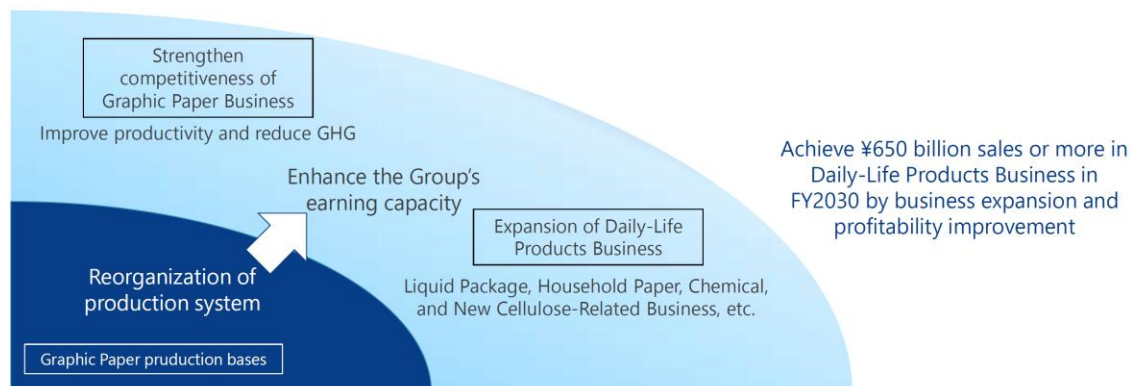 Strengthen
competitiveness of
Graphic Paper Business
Improve productivity and reduce GHG
Enhance the Group's
earning capacity
Expansion of Daily-Life
Products Business
Liquid Package, Household Paper, Chemical,
and New Cellulose-Related Business, etc.
Reorganization of
production system
Graphic Paper pruduction bases
Achieve ¥650 billion sales or more in
Daily-Life Products Business in
FY2030 by business expansion and
profitability improvement